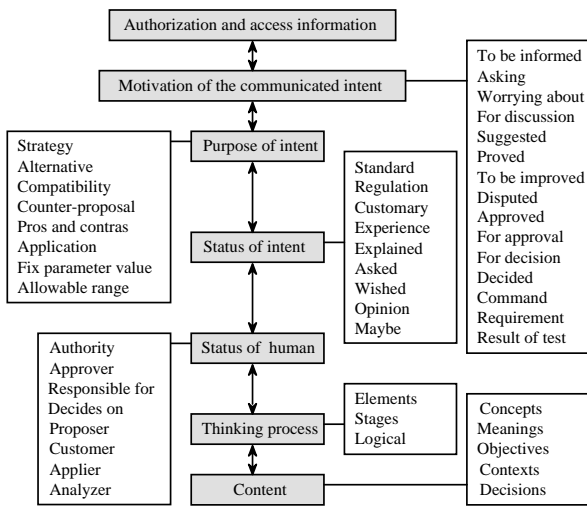 Authorization and access information
Motivation of the communicated intent
To be informed
Asking
Worrying about
For discussion
Suggested
Proved
To be improved
Disputed
Approved
For approval
For decision
Decided
Command
Requirement
Result of test
Purpose of intent
Strategy
Alternative
Compatibility
Counter-proposal
Pros and contras
Application
Fix parameter value
Allowable range
Status of intent
Standard
Regulation
Customary
Experience
Explained
Asked
Wished
Opinion
Maybe
Status of human
Authority
Approver
Responsible for
Decides on
Proposer
Customer
Applier
Analyzer
Thinking process
Elements
Stages
Logical
Content
Concepts
Meanings
Objectives
Contexts
Decisions